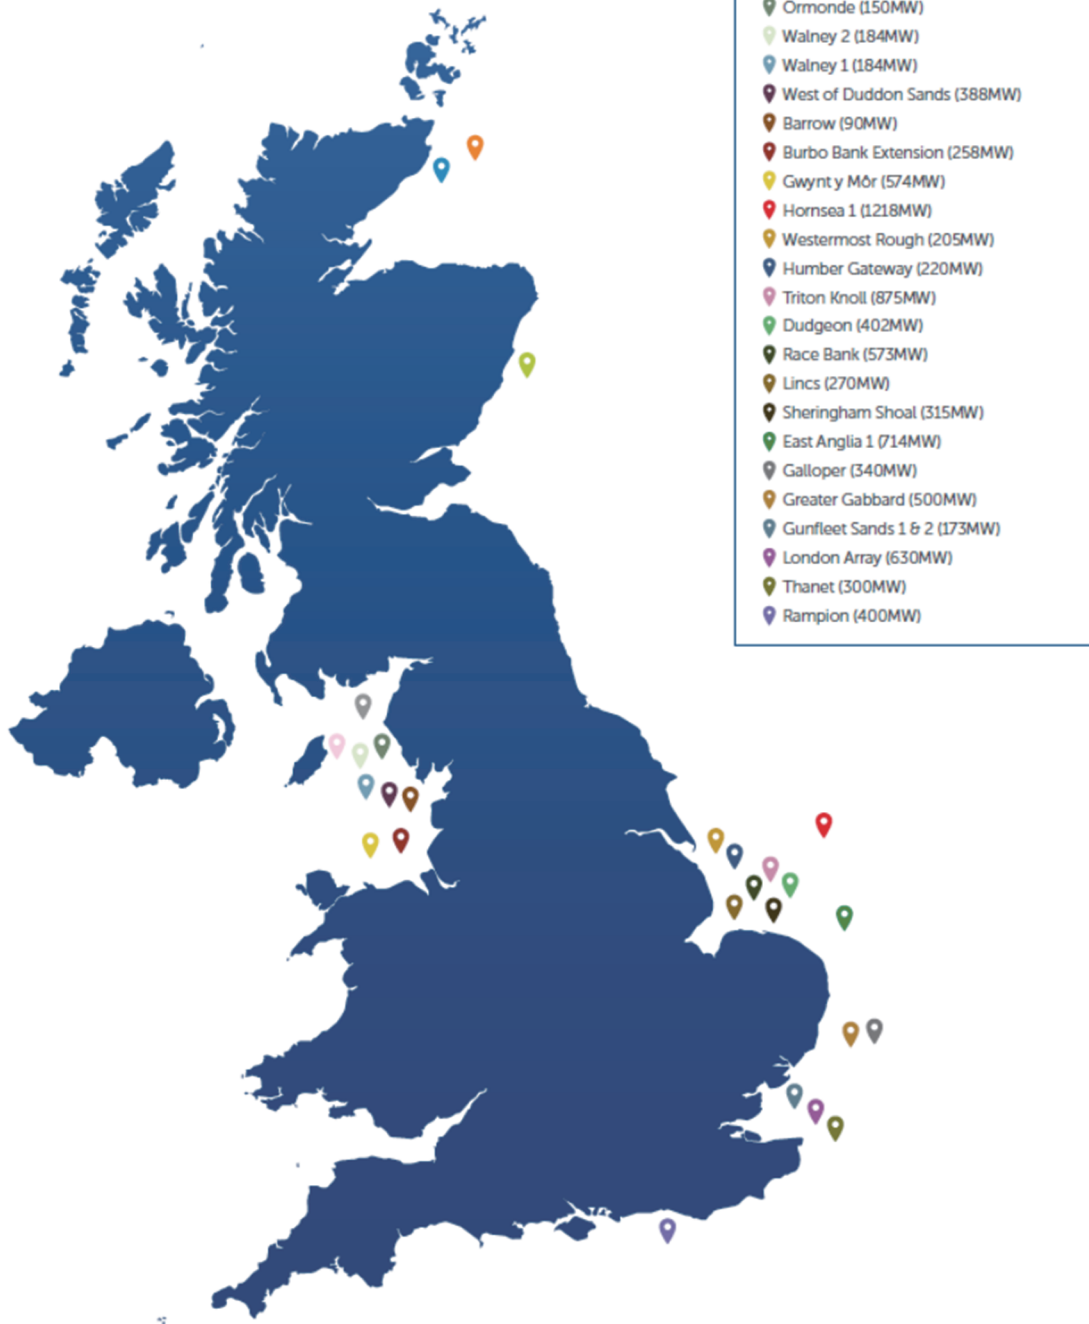 Ormonde (150MW)
Walney 2 (184MW)
Walney 1 (184MW)
West of Duddon Sands (388MW)
Barrow (90MW)
Burbo Bank Extension (258MW)
Gwynt y Môr (574MW)
Hornsea 1 (1218MW)
Westermost Rough (205MW)
Humber Gateway (220MW)
Triton Knoll (875MW)
Dudgeon (402MW)
Race Bank (573MW)
Lincs (270MW)
Sheringham Shoal (315MW)
East Anglia 1 (714MW)
Galloper (340MW)
Greater Gabbard (500MW)
Gunfleet Sands 1 & 2 (173MW)
London Array (630MW)
Thanet (300MW)
Rampion (400MW)